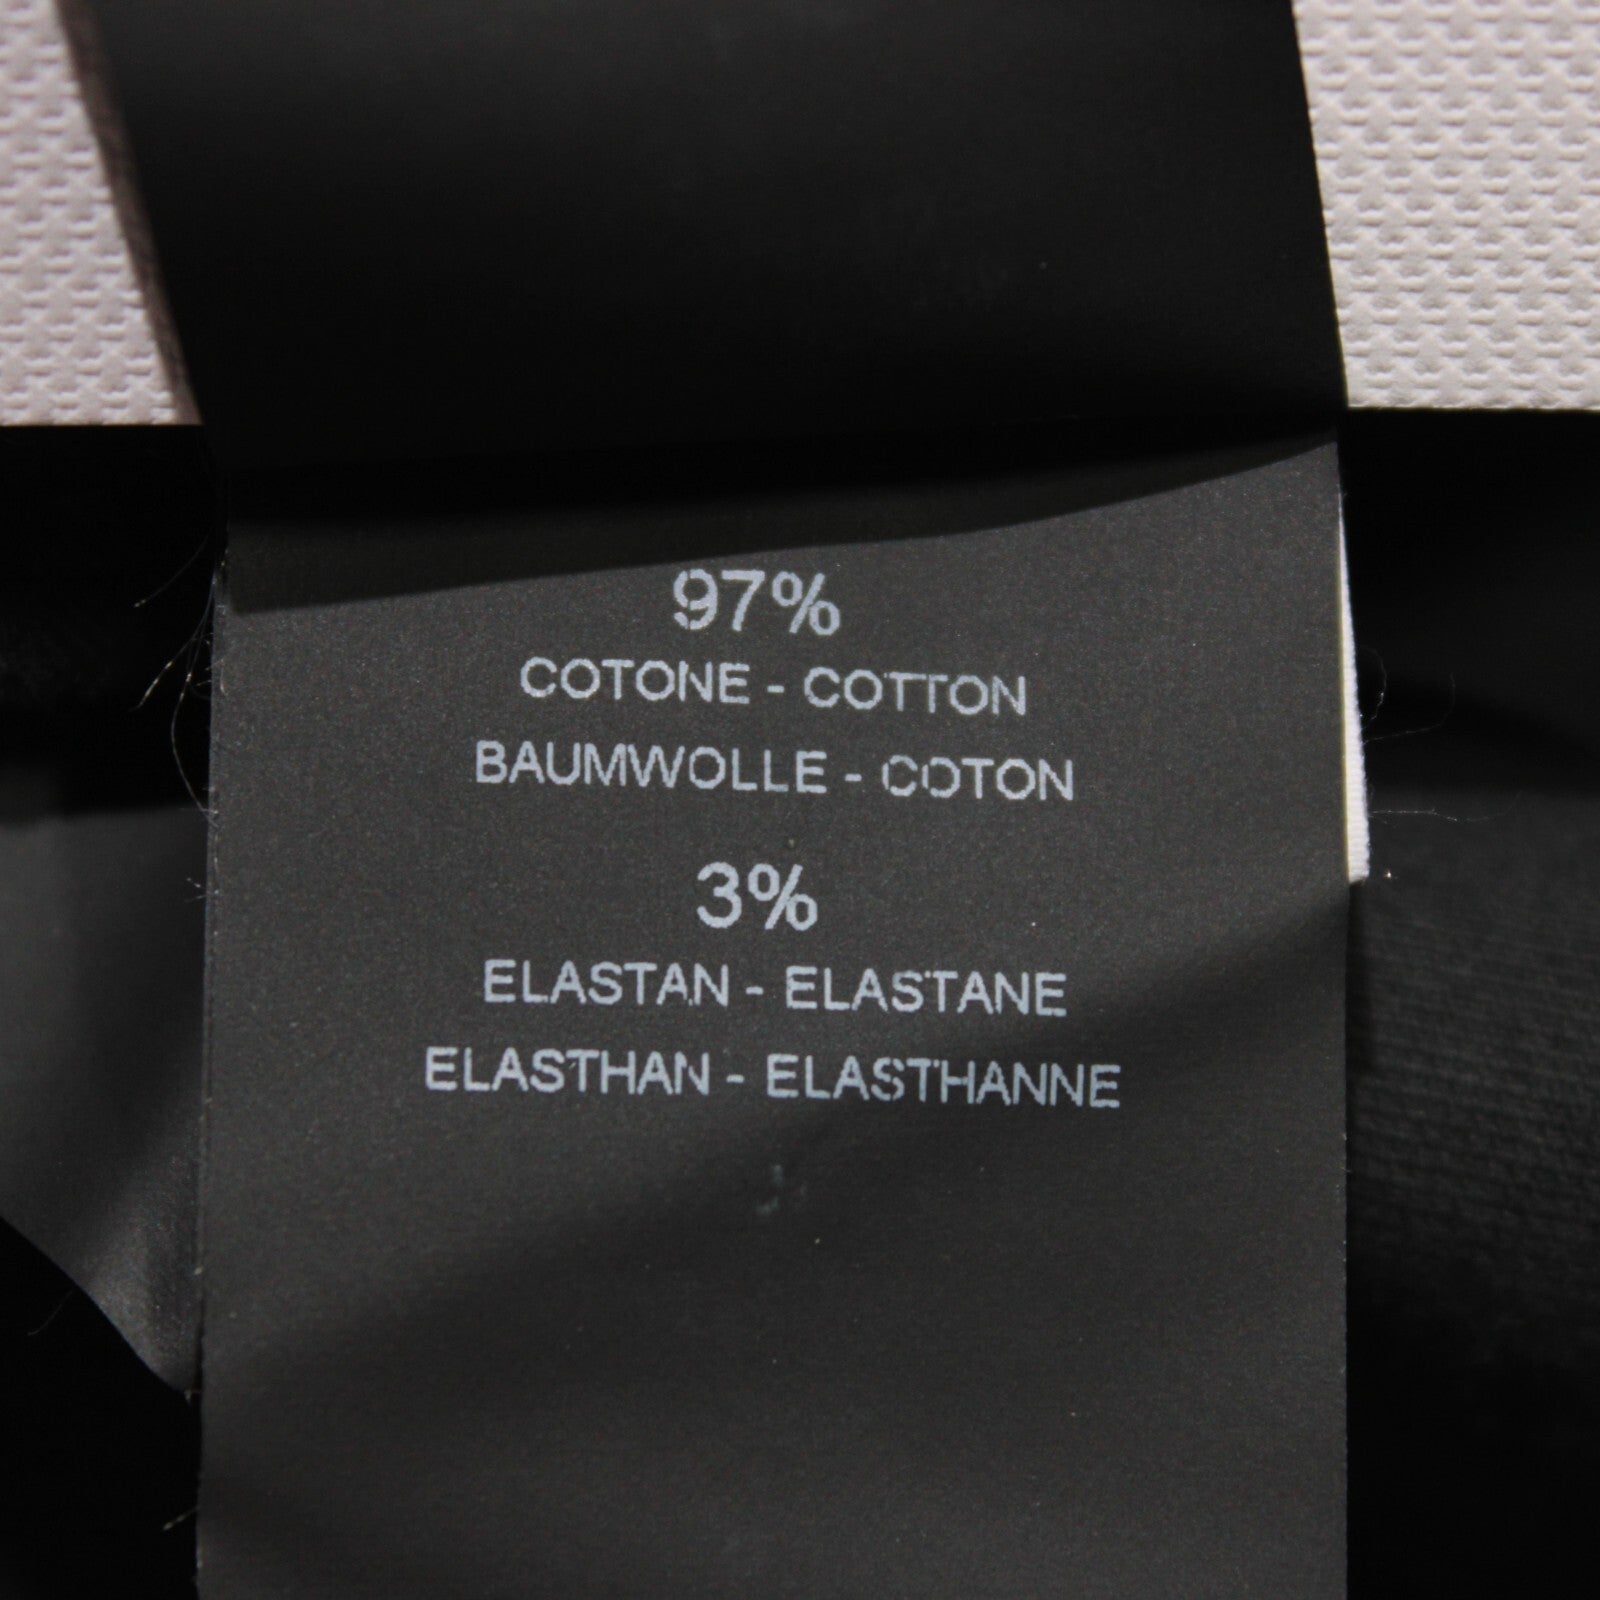 97%
COTONE - COTTON
BAUMWOLLE - COTON
3%
ELASTAN - ELASTANE
ELASTHAN - ELASTHANNE